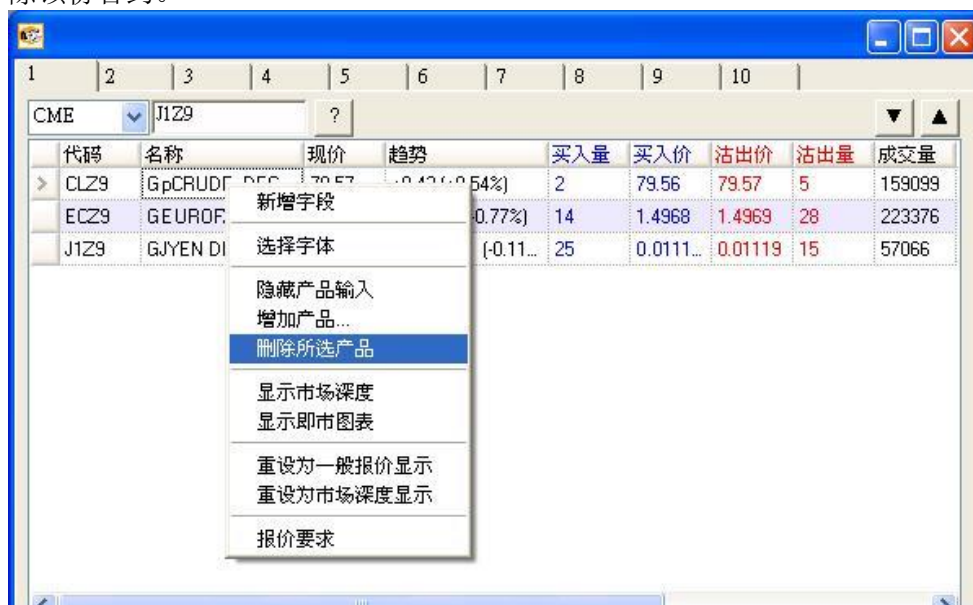 1 2 3 4 5 6 7 8 9 10
CME J1Z9 ?
代码 名称 现价 趋势 买入量 买入价 沽出价 沽出量 成交量
CLZ9 GpCRUDE DEC 79.57 54%) 2 79.56 79.57 5 159099
ECZ9 GEUROF 0.77%) 14 1.4968 1.4969 28 223376
J1Z9 GJYEN DE (-0.11... 25 0.0111... 0.01119 15 57066
新增字段
选择字体
隐藏产品输入
增加产品...
删除所选产品
显示市场深度
显示即市图表
重设为一般报价显示
重设为市场深度显示
报价要求